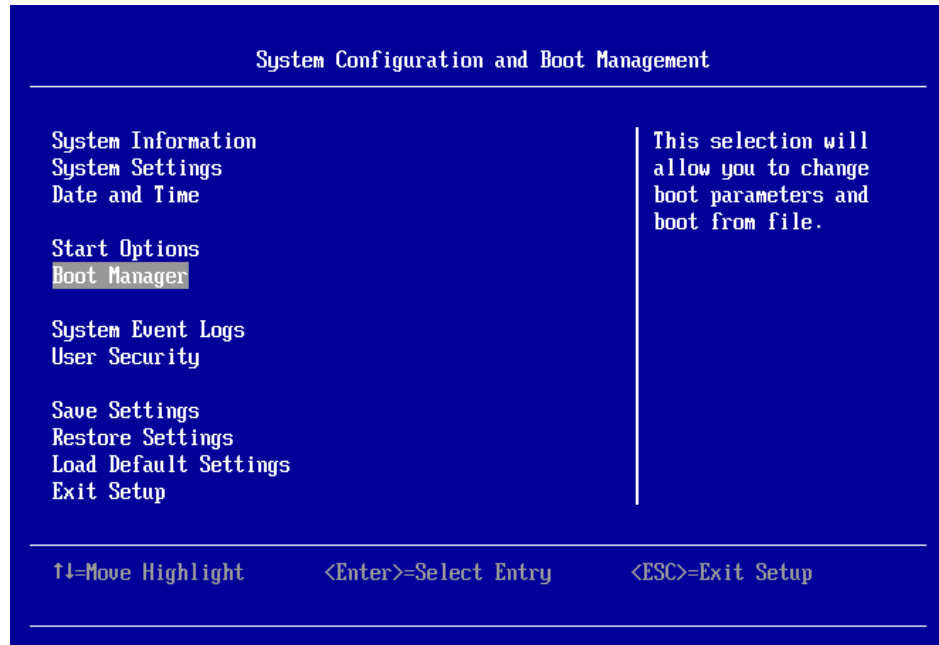 System Configuration and Boot Management
System Information
System Settings
Date and Time
Start Options
Boot Manager
System Event Logs
User Security
Save Settings
Restore Settings
Load Default Settings
Exit Setup
This selection will
allow you to change
boot parameters and
boot from file.
↑↓=Move Highlight <Enter>=Select Entry <ESC>=Exit Setup